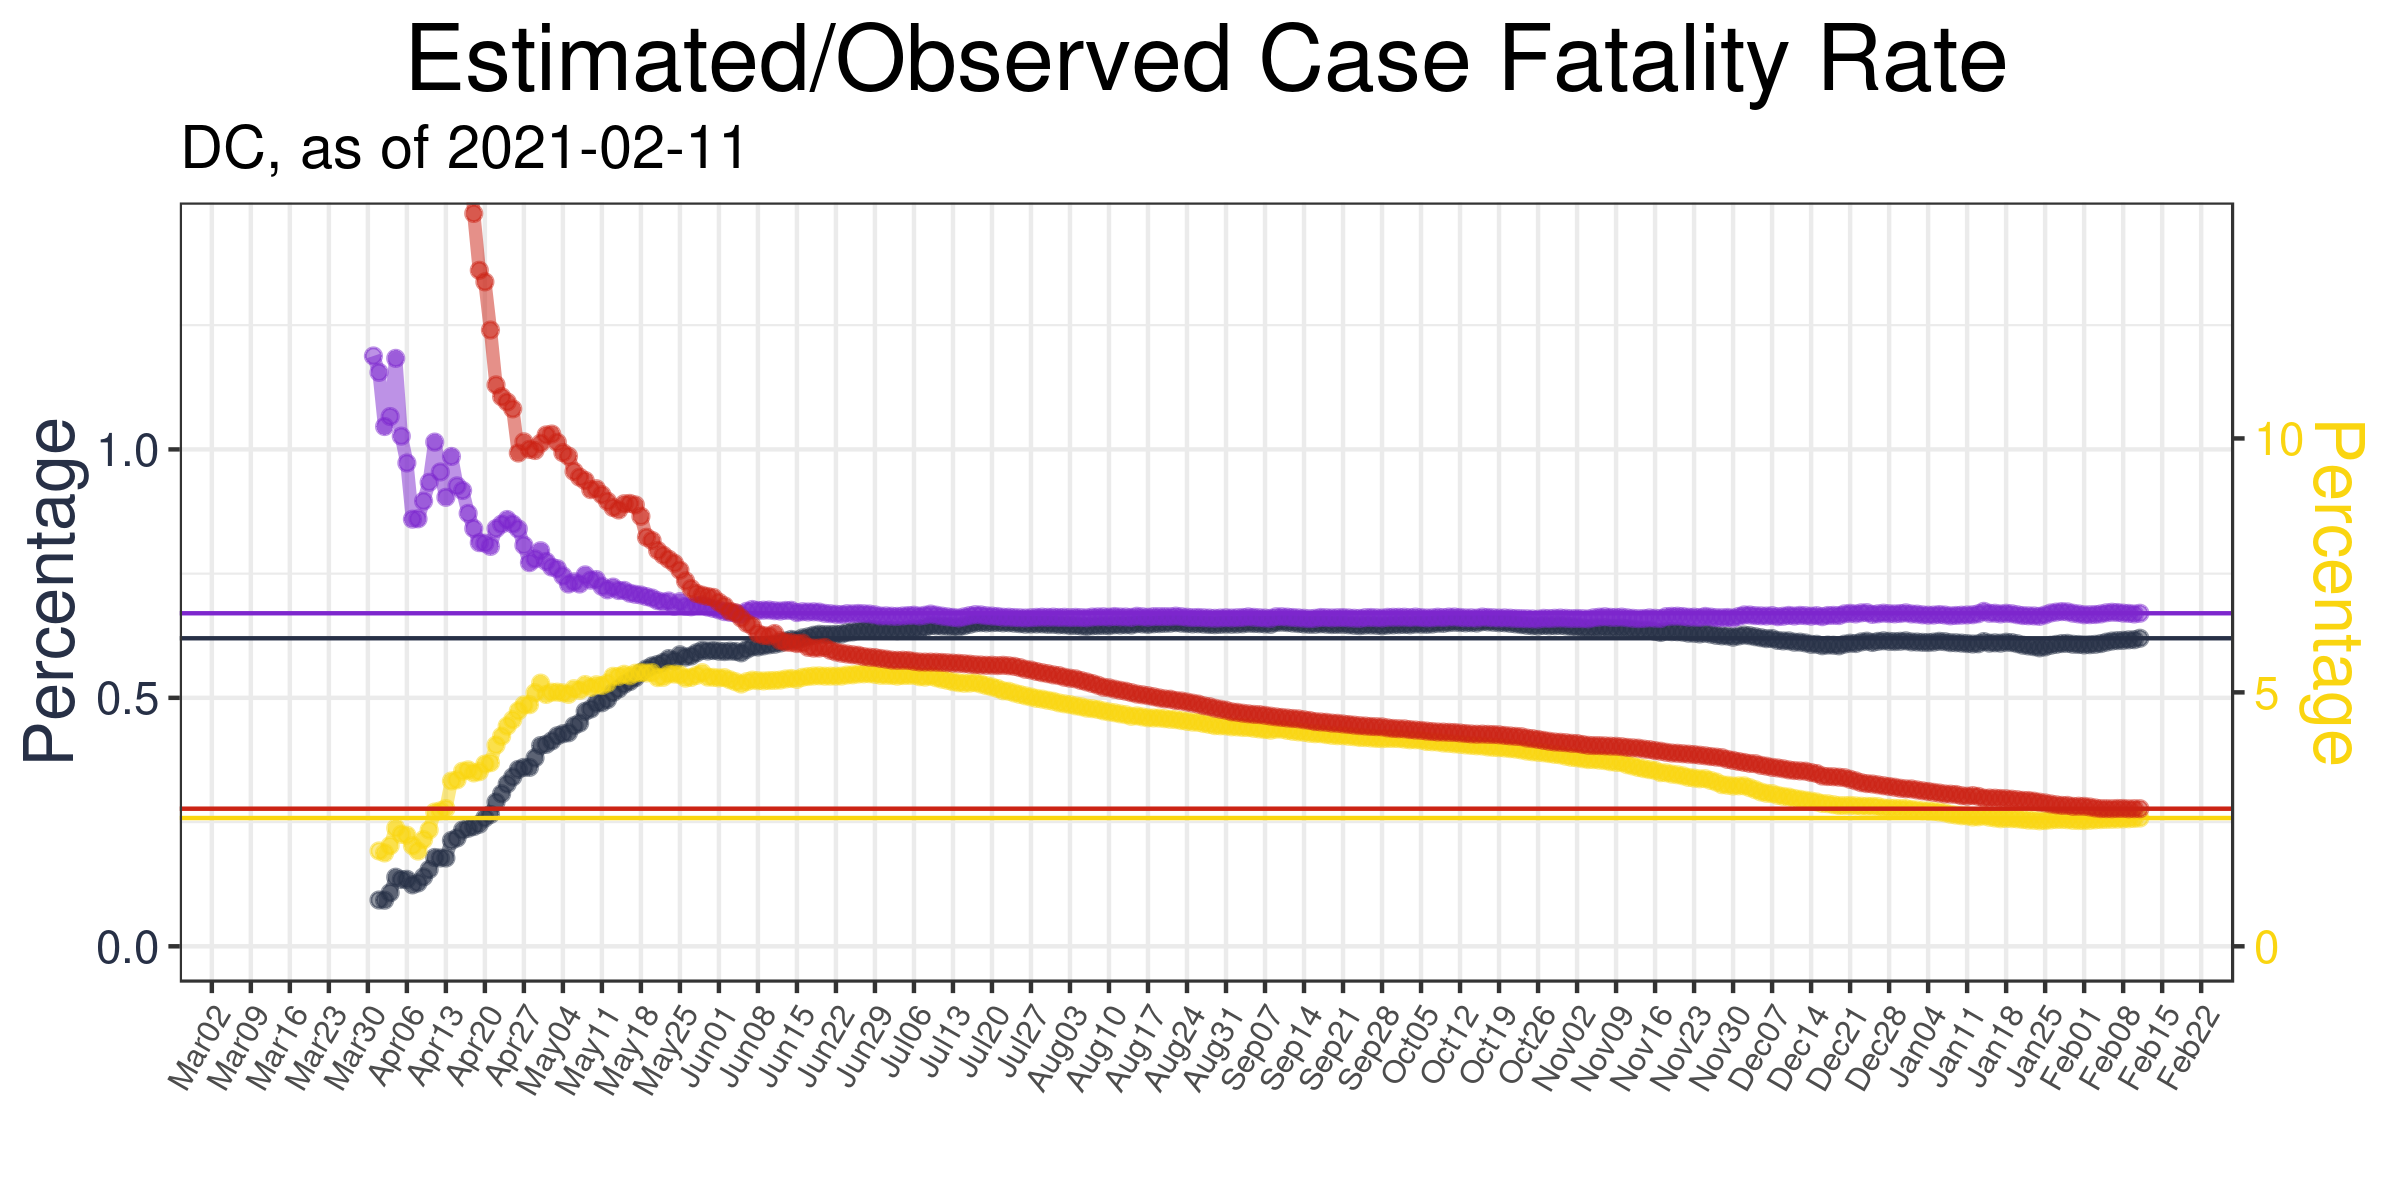 Estimated/Observed Case Fatality Rate
DC, as of 2021-02-11
Percentage
1.0
0.5
0.0
10
5
0
Percentage
Mar02
Mar09
Mar16
Mar23
Mar30
Apr06
Apr13
Apr20
Apr27
May04
May11
May18
May25
Jun01
Jun08
Jun15
Jun22
Jun29
Jul06
Jul13
Jul20
Jul27
Aug03
Aug10
Aug17
Aug24
Aug31
Sep07
Sep14
Sep21
Sep28
Oct05
Oct12
Oct19
Oct26
Nov02
Nov09
Nov16
Nov23
Nov30
Dec07
Dec14
Dec21
Dec28
Jan04
Jan11
Jan18
Jan25
Feb01
Feb08
Feb15
Feb22